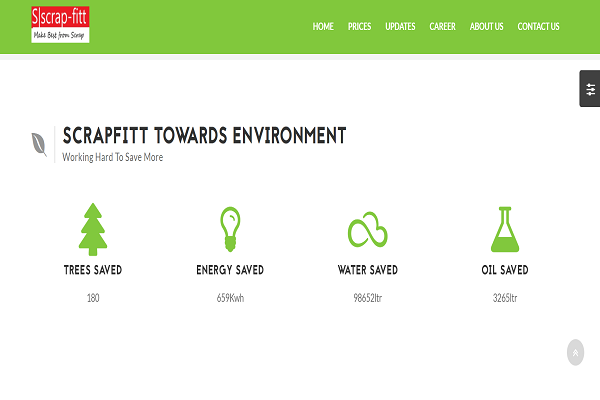 S|scrap-fitt
Make Best from Scrap
HOME PRICES UPDATES CAREER ABOUT US CONTACT US
SCRAPFITT TOWARDS ENVIRONMENT
Working Hard To Save More
TREES SAVED ENERGY SAVED WATER SAVED OIL SAVED
180 659Kwh 98652ltr 3265ltr